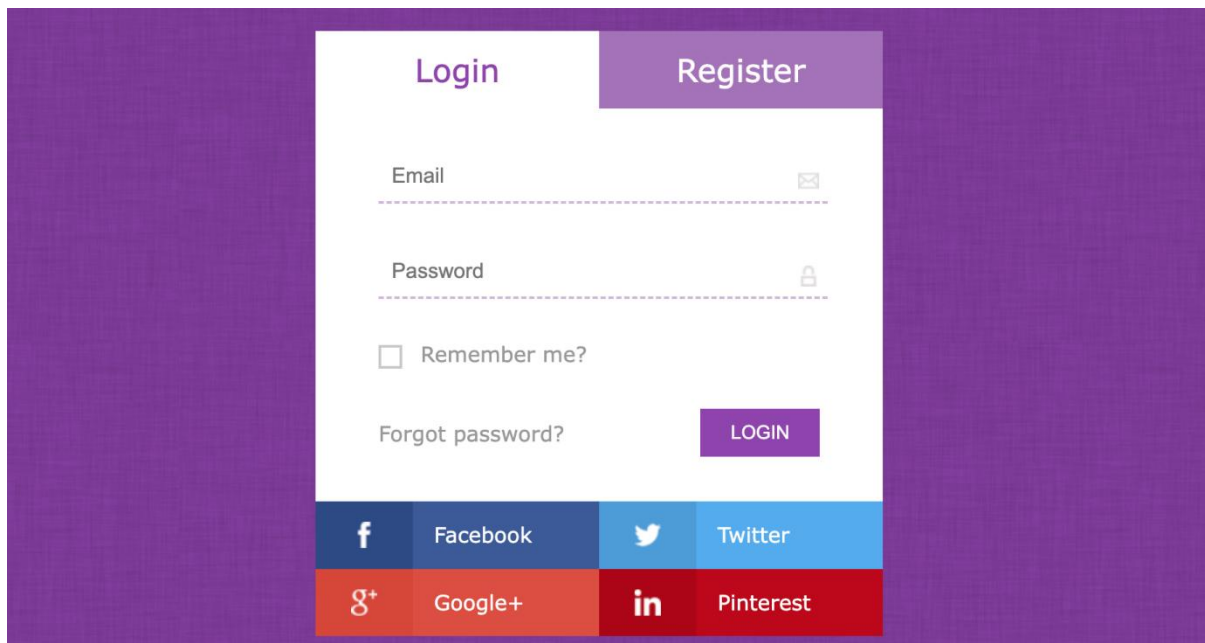 Login Register
Email
Password
Remember me?
Forgot password? LOGIN
f Facebook Twitter
g+ Google+ in Pinterest